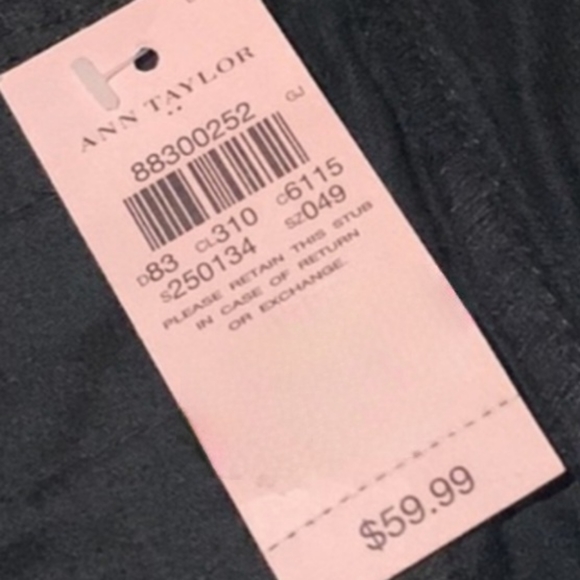 ANN TAYLOR
GJ
88300252
D83 CL310 C6115
S250134 SZ049
PLEASE RETAIN THIS STUB
IN CASE OF RETURN
OR EXCHANGE.
$59.99